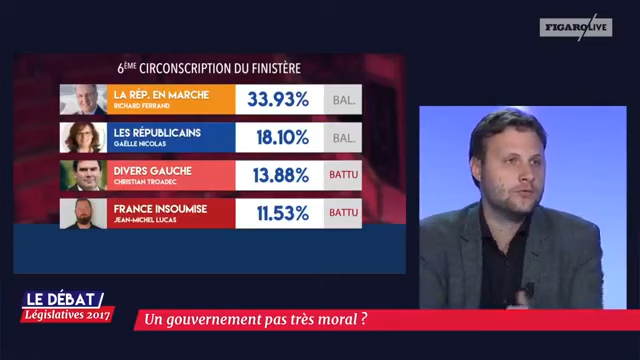 FIGARO LIVE
6ÈME CIRCONSCRIPTION DU FINISTÈRE
LA RÉP. EN MARCHE
RICHARD FERRAND
33.93%
BAL.
LES RÉPUBLICAINS
GAËLLE NICOLAS
18.10%
BAL.
DIVERS GAUCHE
CHRISTIAN TROADEC
13.88%
BATTU
FRANCE INSOUMISE
JEAN-MICHEL LUCAS
11.53%
BATTU
LE DÉBAT/
Législatives 2017
Un gouvernement pas très moral ?